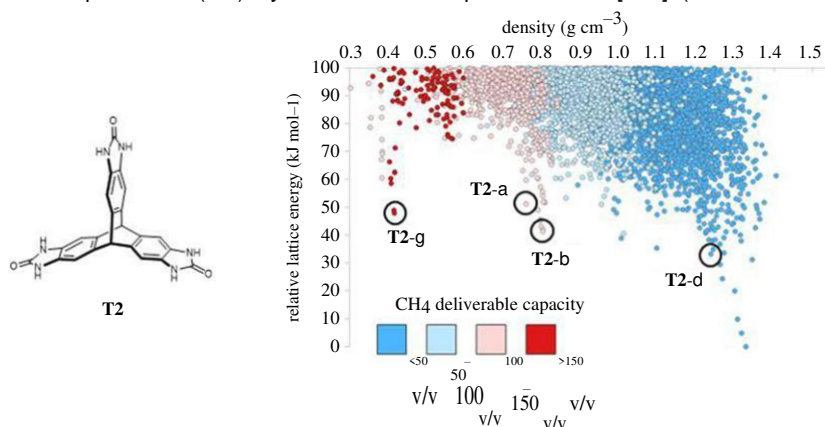 density (g cm–3)
0.3 0.4 0.5 0.6 0.7 0.8 0.9 1.0 1.1 1.2 1.3 1.4 1.5
relative lattice energy (kJ mol–1)
100
90
80
70
60
50
40
30
20
10
0
T2-a
T2-g
T2-b
T2-d
O
HN NH
H
N
O
N
H
NH
O
N
H
T2
CH4 deliverable capacity
<50 50– 100 >150
v/v 100 150– v/v
v/v v/v